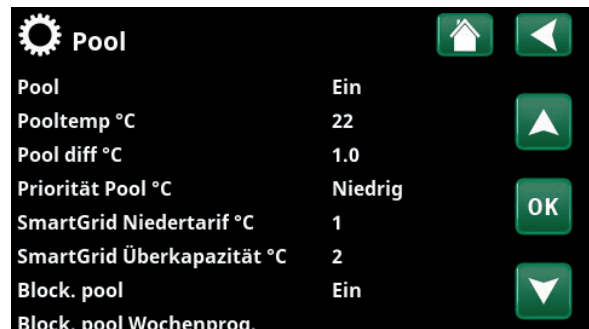 Pool
Pool Ein
Pooltemp °C 22
Pool diff °C 1.0
Priorität Pool °C Niedrig
SmartGrid Niedertarif °C 1
SmartGrid Überkapazität °C 2
Block. pool Ein
Block. pool Wochenprog.
OK